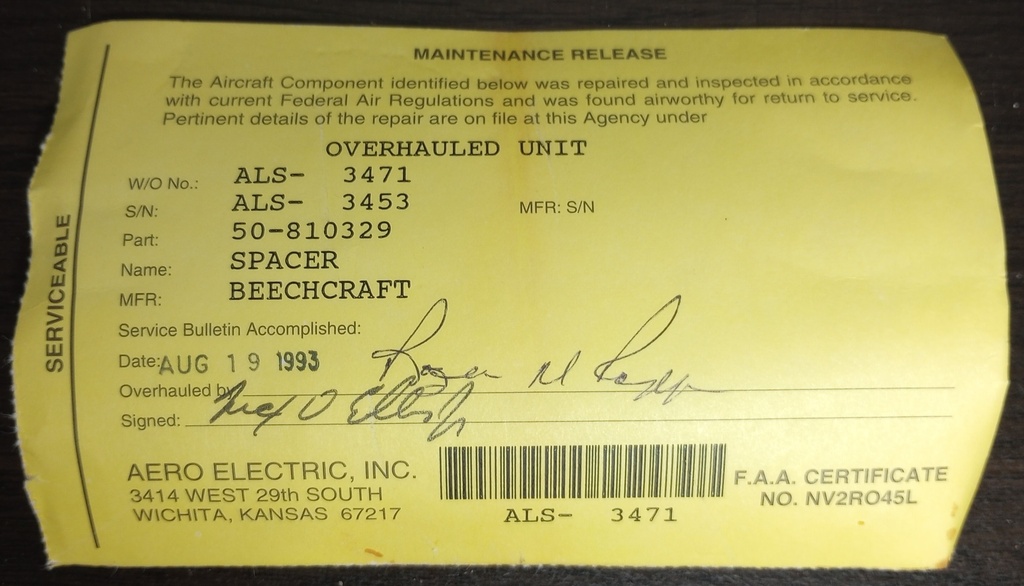 MAINTENANCE RELEASE
The Aircraft Component identified below was repaired and inspected in accordance
with current Federal Air Regulations and was found airworthy for return to service.
Pertinent details of the repair are on file at this Agency under
OVERHAULED UNIT
W/O No.: ALS- 3471
S/N: ALS- 3453 MFR: S/N
Part: 50-810329
Name: SPACER
MFR: BEECHCRAFT
Service Bulletin Accomplished:
Date: AUG 19 1993
Overhauled by
Signed:
SERVICEABLE
AERO ELECTRIC, INC.
3414 WEST 29th SOUTH
WICHITA, KANSAS 67217
ALS- 3471
F.A.A. CERTIFICATE
NO. NV2RO45L